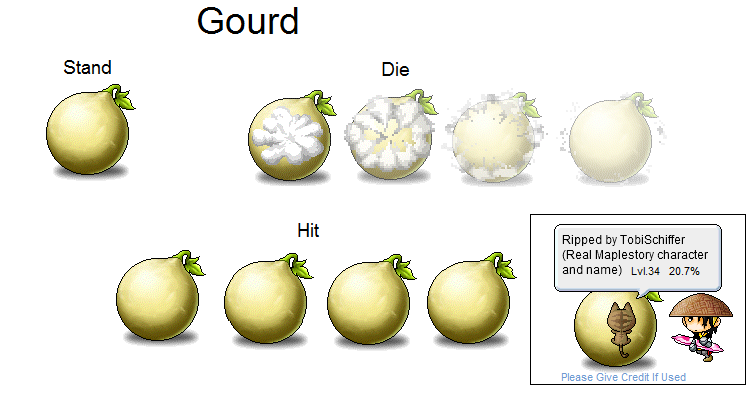 Gourd
Stand
Die
Hit
Ripped by TobiSchiffer
(Real Maplestory character
and name) Lvl.34 20.7%
Please Give Credit If Used